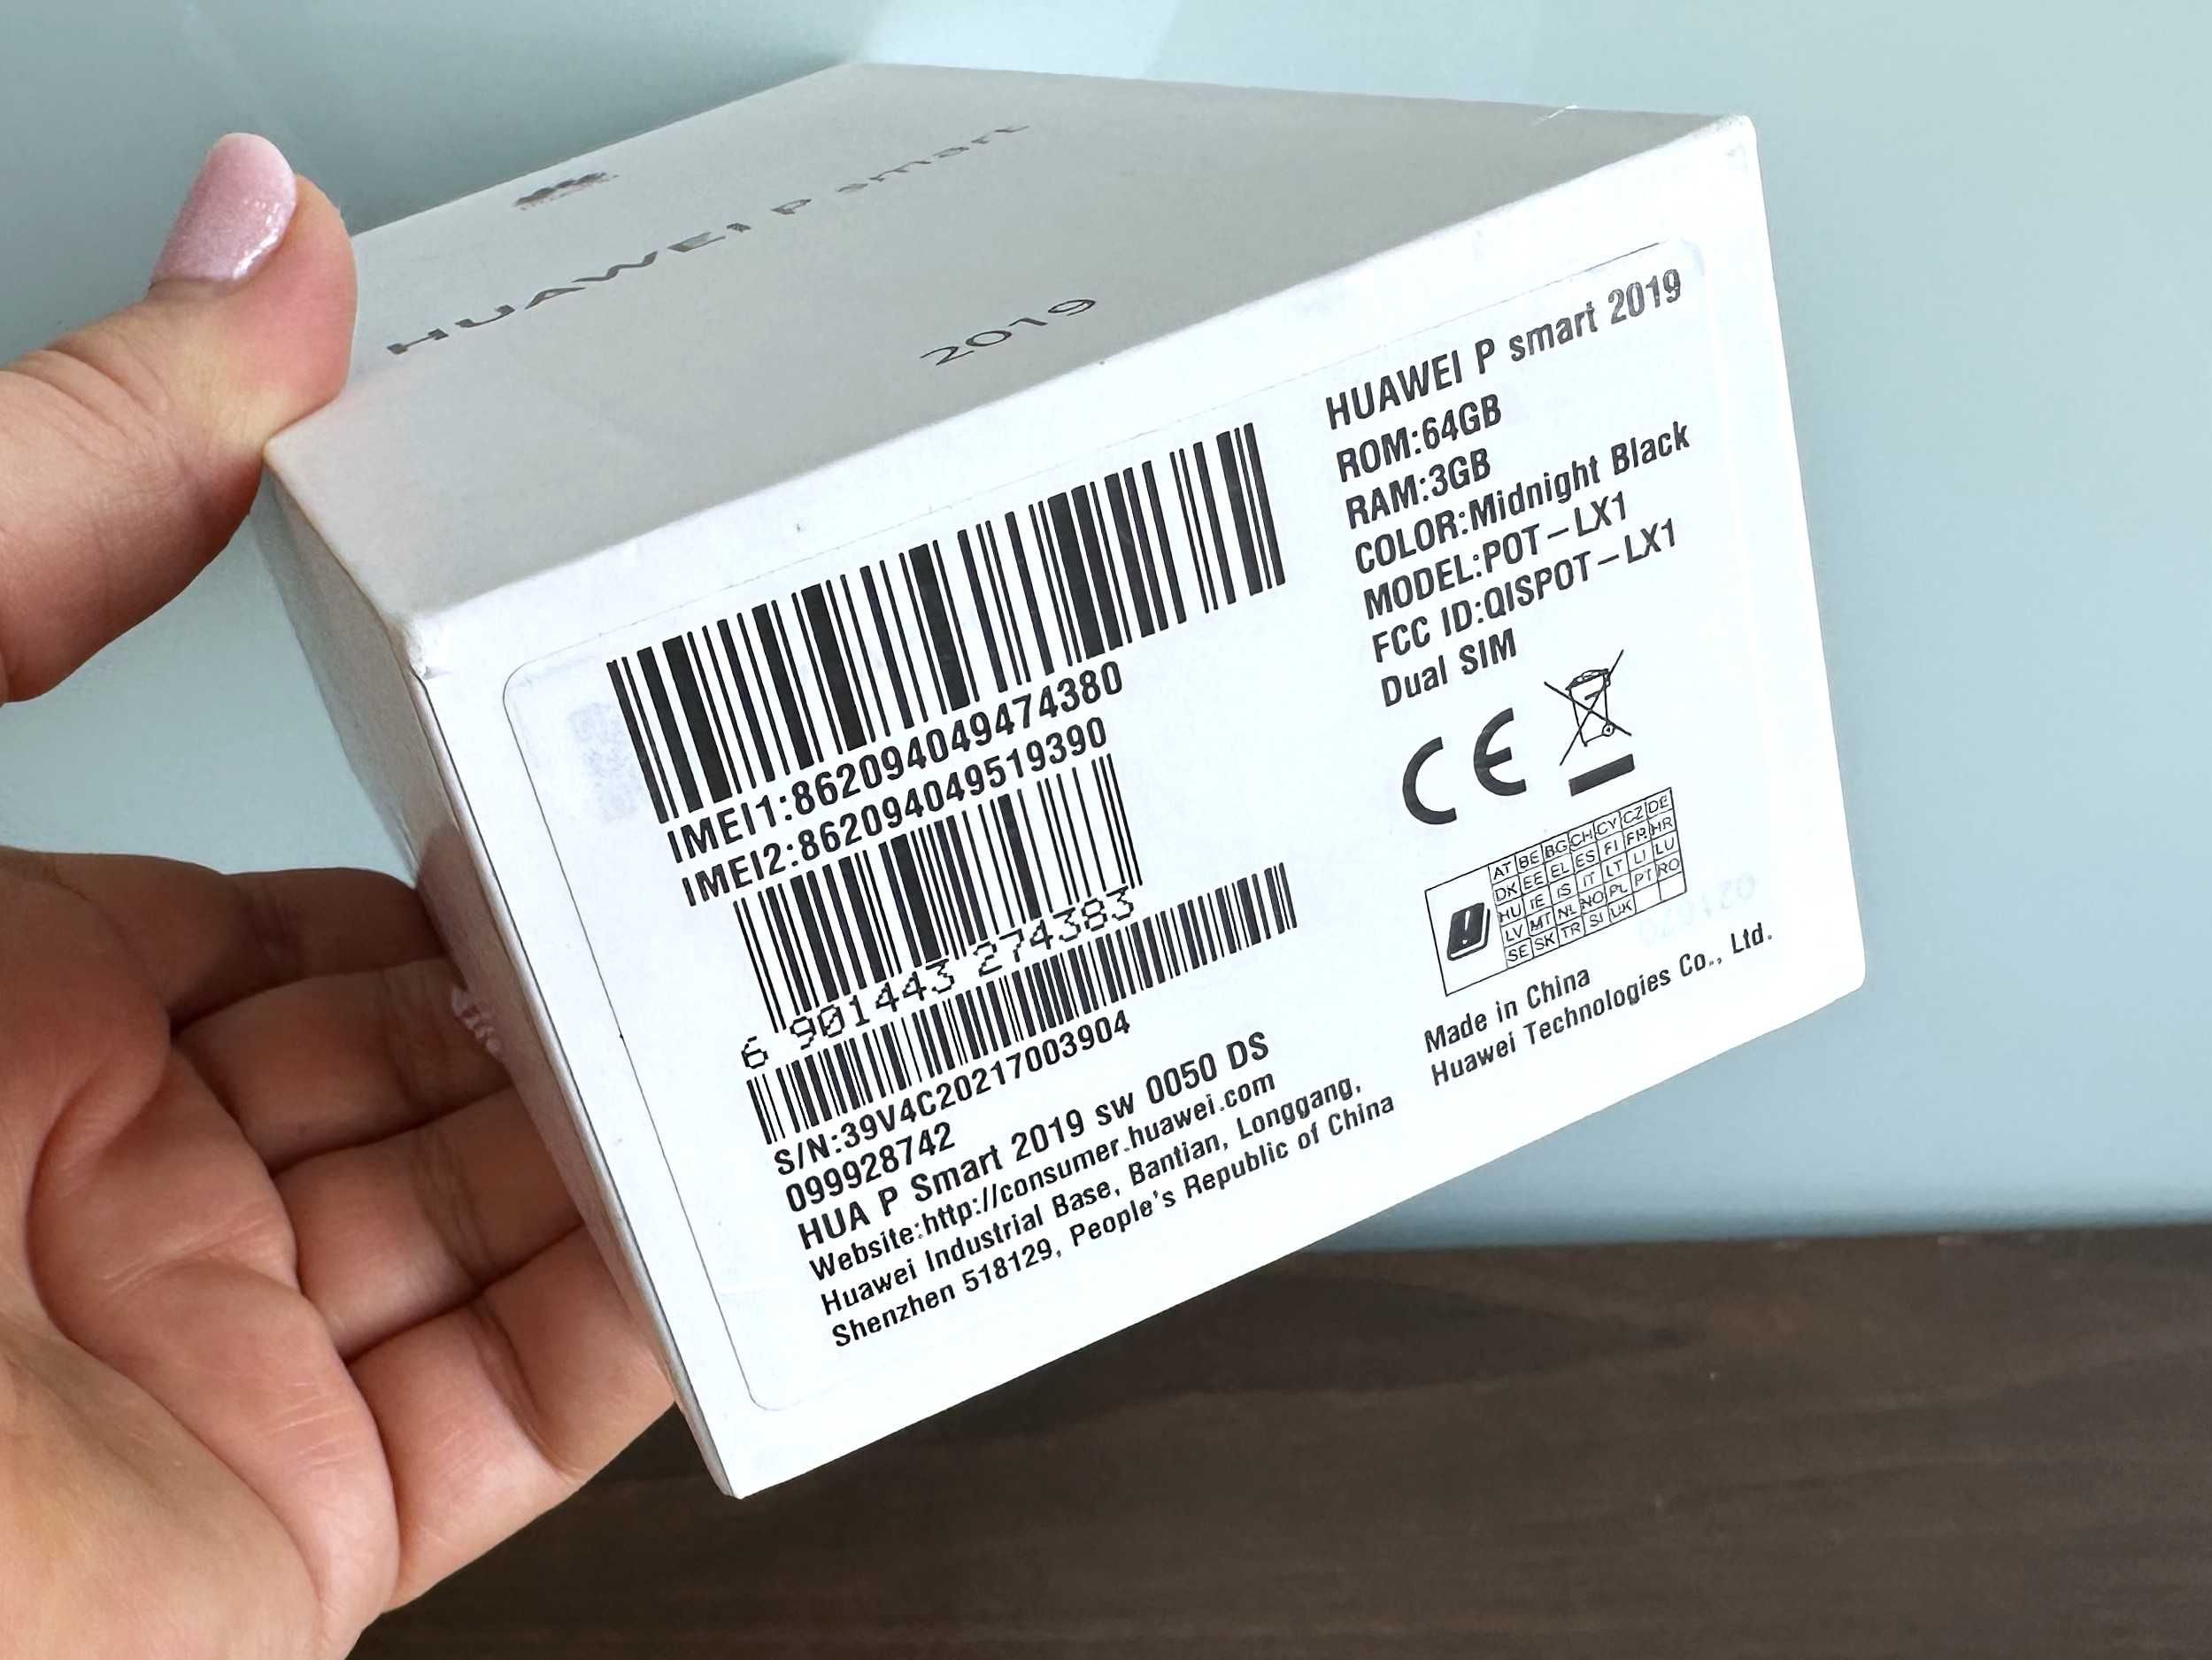 HUAWEI P smart
2019
IMEI1:862094049474380
IMEI2:862094049519390
6 901443 274383
S/N:39V4C20217003904
099928742
HUA P Smart 2019 sw 0050 DS
Website:http://consumer.huawei.com
Huawei Industrial Base, Bantian, Longgang,
Shenzhen 518129, People's Republic of China
HUAWEI P smart 2019
ROM:64GB
RAM:3GB
COLOR:Midnight Black
MODEL:POT-LX1
FCC ID:QISPOT-LX1
Dual SIM
CE
AT BE BG CH CY CZ DE
DK EE EL ES FI FR HR
HU IE IS IT LT LI LU
LV MT NL NO PL PT RO
SE SK TR SI UK
Made in China
Huawei Technologies Co., Ltd.